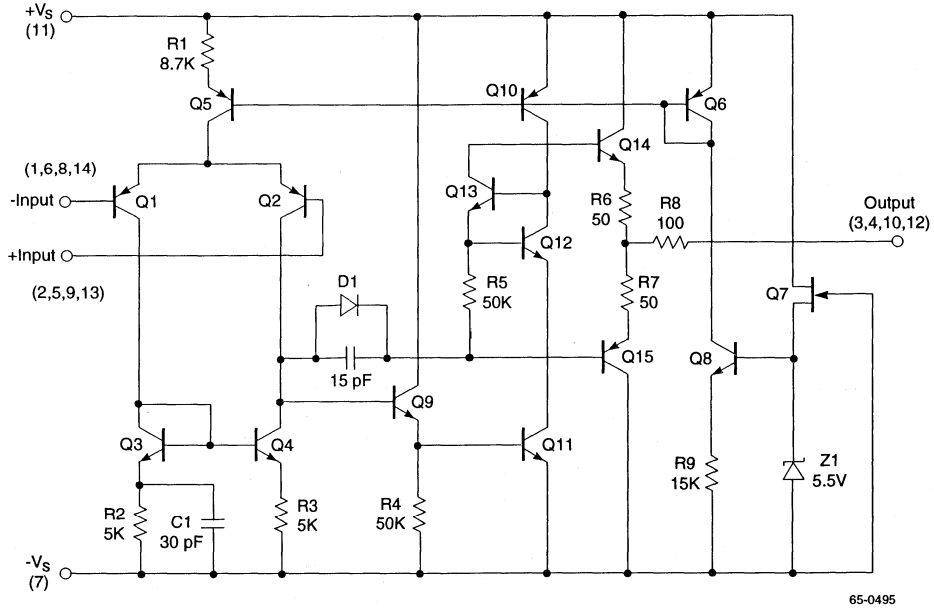 +VS
(11)
R1
8.7K
Q5
Q10
Q6
Q14
(1,6,8,14)
-Input
Q1
Q2
Q13
R6
50
R8
100
Output
(3,4,10,12)
+Input
Q12
(2,5,9,13)
D1
R5
50K
R7
50
Q7
15 pF
Q15
Q8
Q9
Q3
Q4
Q11
R9
15K
Z1
5.5V
R2
5K
C1
30 pF
R3
5K
R4
50K
-VS
(7)
65-0495